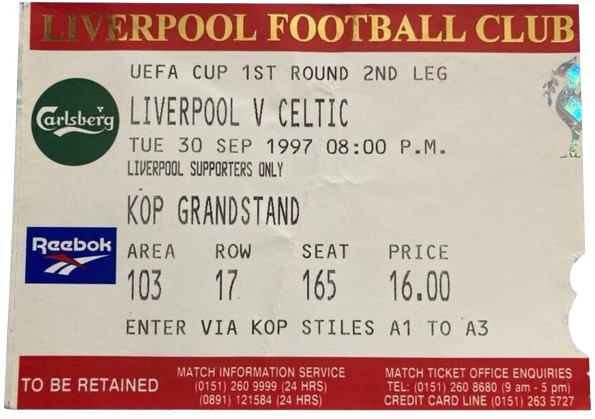 LIVERPOOL FOOTBALL CLUB
UEFA CUP 1ST ROUND 2ND LEG
Carlsberg
LIVERPOOL V CELTIC
TUE 30 SEP 1997 08:00 P.M.
LIVERPOOL SUPPORTERS ONLY
KOP GRANDSTAND
Reebok
AREA ROW SEAT PRICE
103 17 165 16.00
ENTER VIA KOP STILES A1 TO A3
TO BE RETAINED
MATCH INFORMATION SERVICE
(0151) 260 9999 (24 HRS)
(0891) 121584 (24 HRS)
MATCH TICKET OFFICE ENQUIRIES
TEL: (0151) 260 8680 (9 am - 5 pm)
CREDIT CARD LINE (0151) 263 5727